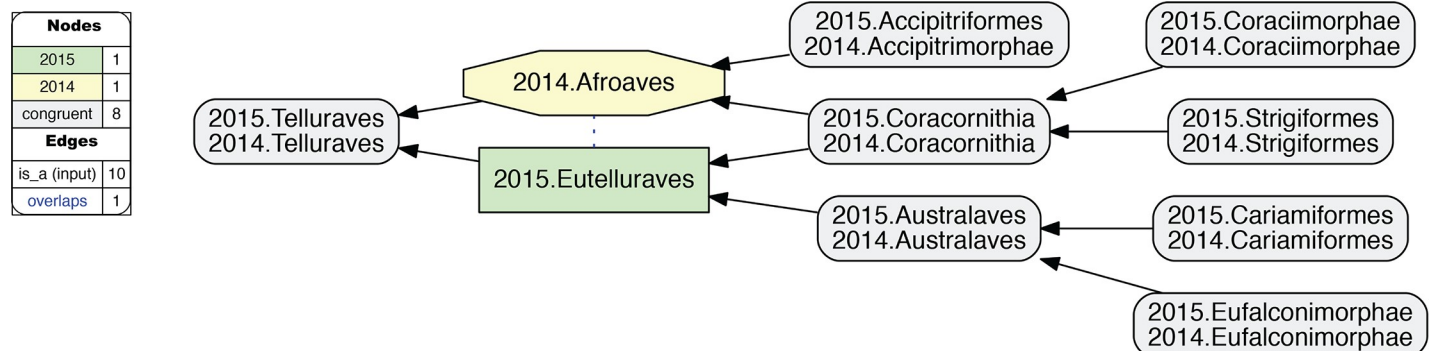 Nodes
2015 1
2014 1
congruent 8
Edges
is_a (input) 10
overlaps 1
2015.Telluraves
2014.Telluraves
2014.Afroaves
2015.Eutelluraves
2015.Accipitriformes
2014.Accipitrimorphae
2015.Coracornithia
2014.Coracornithia
2015.Australaves
2014.Australaves
2015.Coraciimorphae
2014.Coraciimorphae
2015.Strigiformes
2014.Strigiformes
2015.Cariamiformes
2014.Cariamiformes
2015.Eufalconimorphae
2014.Eufalconimorphae